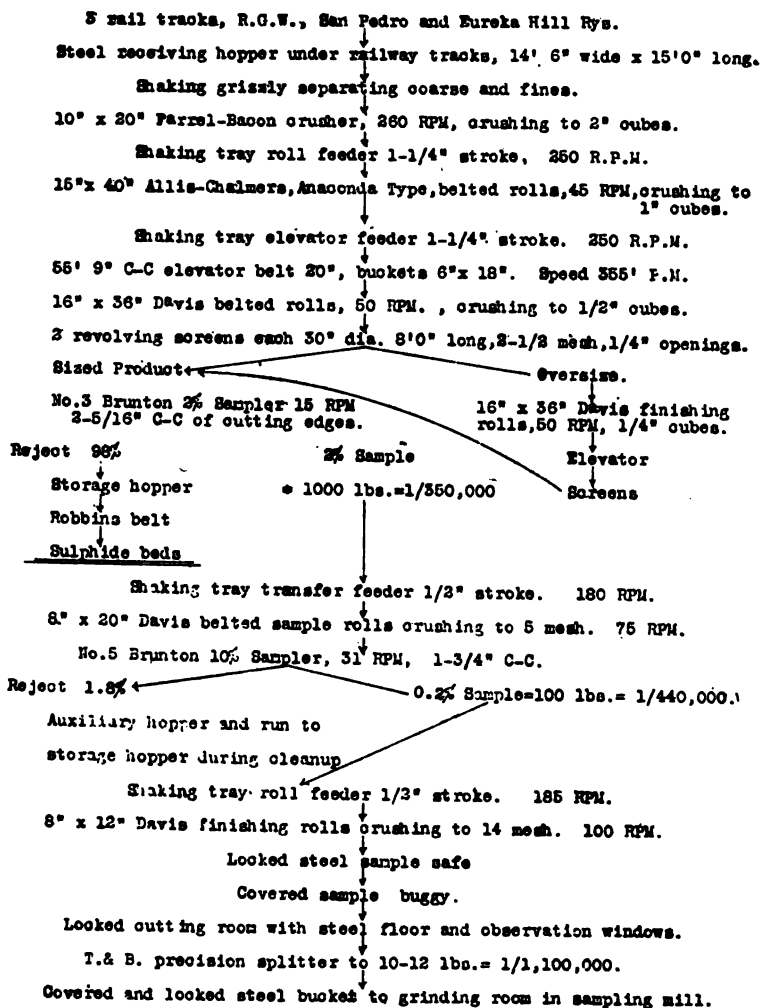 3 rail tracks, R.G.W., San Pedro and Eureka Hill Rys.
Steel receiving hopper under railway tracks, 14' 6" wide x 15'0" long.
Shaking grizzly separating coarse and fines.
10" x 20" Farrel-Bacon crusher, 260 RPM, crushing to 2" cubes.
Shaking tray roll feeder 1-1/4" stroke, 250 R.P.M.
15"x 40" Allis-Chalmers,Anaconda Type,belted rolls,45 RPM,crushing to
1" cubes.
Shaking tray elevator feeder 1-1/4" stroke. 250 R.P.M.
55' 9" C-C elevator belt 20", buckets 6"x 18". Speed 355' P.M.
16" x 36" Davis belted rolls, 50 RPM. , crushing to 1/2" cubes.
2 revolving screens each 30" dia. 8'0" long,2-1/2 mesh,1/4" openings.
Sized Product
Oversize.
No.3 Brunton 2% Sampler 15 RPM
2-5/16" C-C of cutting edges.
16" x 36" Davis finishing
rolls,50 RPM, 1/4" cubes.
Reject 98%
2% Sample
Elevator
Storage hopper
* 1000 lbs.=1/350,000
Screens
Robbins belt
Sulphide beds
Shaking tray transfer feeder 1/2" stroke. 180 RPM.
8" x 20" Davis belted sample rolls crushing to 5 mesh. 75 RPM.
No.5 Brunton 10% Sampler, 31 RPM, 1-3/4" C-C.
Reject 1.8%
0.2% Sample=100 lbs.= 1/440,000.
Auxiliary hopper and run to
storage hopper during cleanup
Shaking tray roll feeder 1/3" stroke. 185 RPM.
8" x 12" Davis finishing rolls crushing to 14 mesh. 100 RPM.
Locked steel sample safe
Covered sample buggy.
Locked cutting room with steel floor and observation windows.
T.& B. precision splitter to 10-12 lbs.= 1/1,100,000.
Covered and locked steel bucket to grinding room in sampling mill.